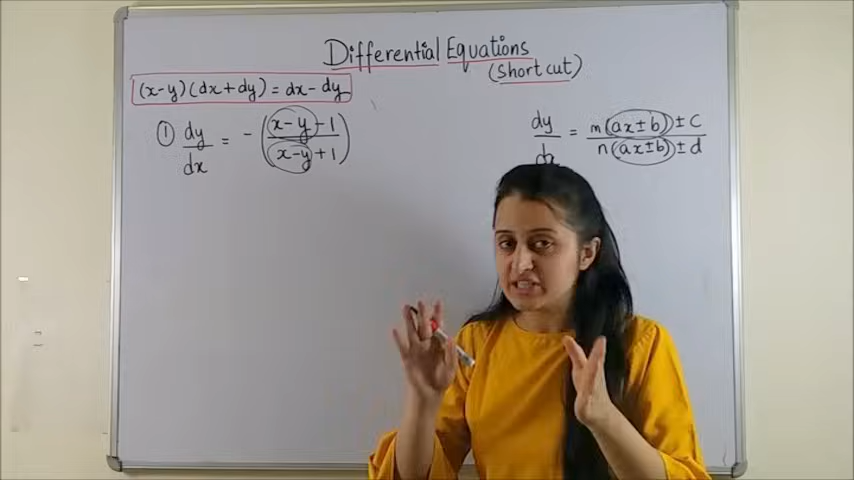 Differential Equations
(Short cut)
(x-y)(dx+dy) = dx - dy
① dy/dx = - (x-y-1 / x-y+1)
dy/dx = m(ax±b)±c / n(ax±b)±d